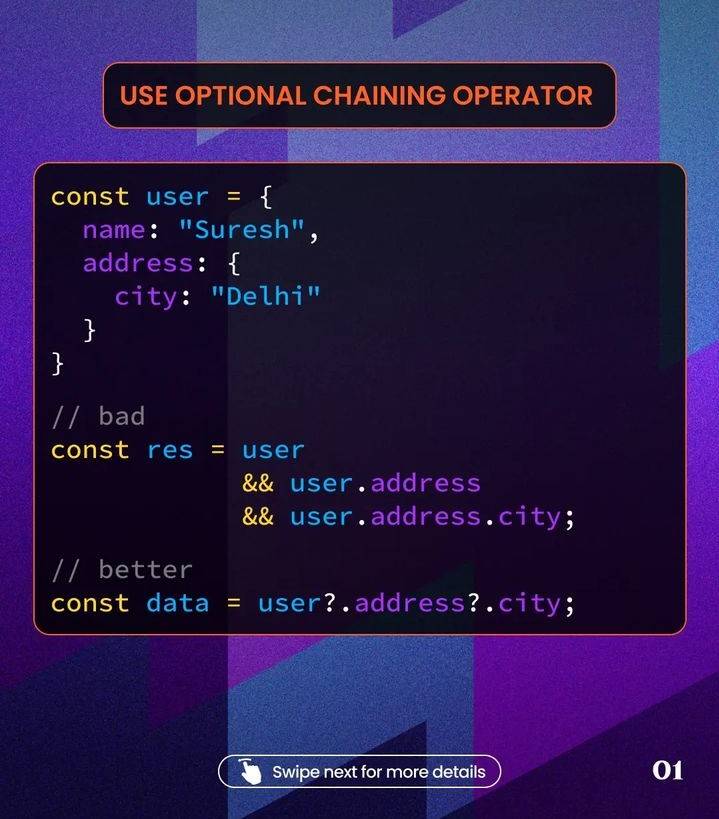 USE OPTIONAL CHAINING OPERATOR
const user = {
  name: "Suresh",
  address: {
    city: "Delhi"
  }
}
// bad
const res = user
            && user.address
            && user.address.city;
// better
const data = user?.address?.city;
Swipe next for more details
01